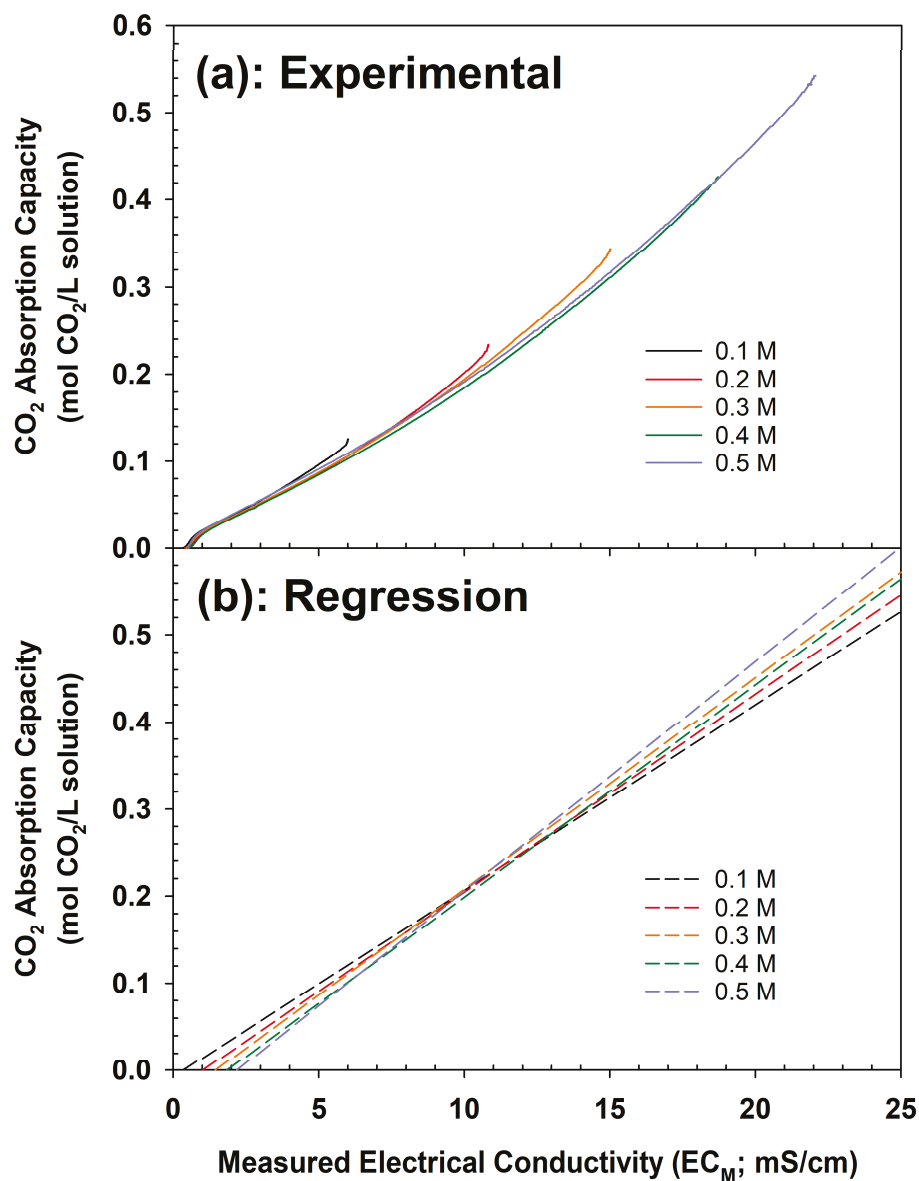 (a): Experimental
CO2 Absorption Capacity
(mol CO2/L solution)
0.6
0.5
0.4
0.3
0.2
0.1
0.0
0.1 M
0.2 M
0.3 M
0.4 M
0.5 M
(b): Regression
CO2 Absorption Capacity
(mol CO2/L solution)
0.5
0.4
0.3
0.2
0.1
0.0
0.1 M
0.2 M
0.3 M
0.4 M
0.5 M
0 5 10 15 20 25
Measured Electrical Conductivity (ECM; mS/cm)